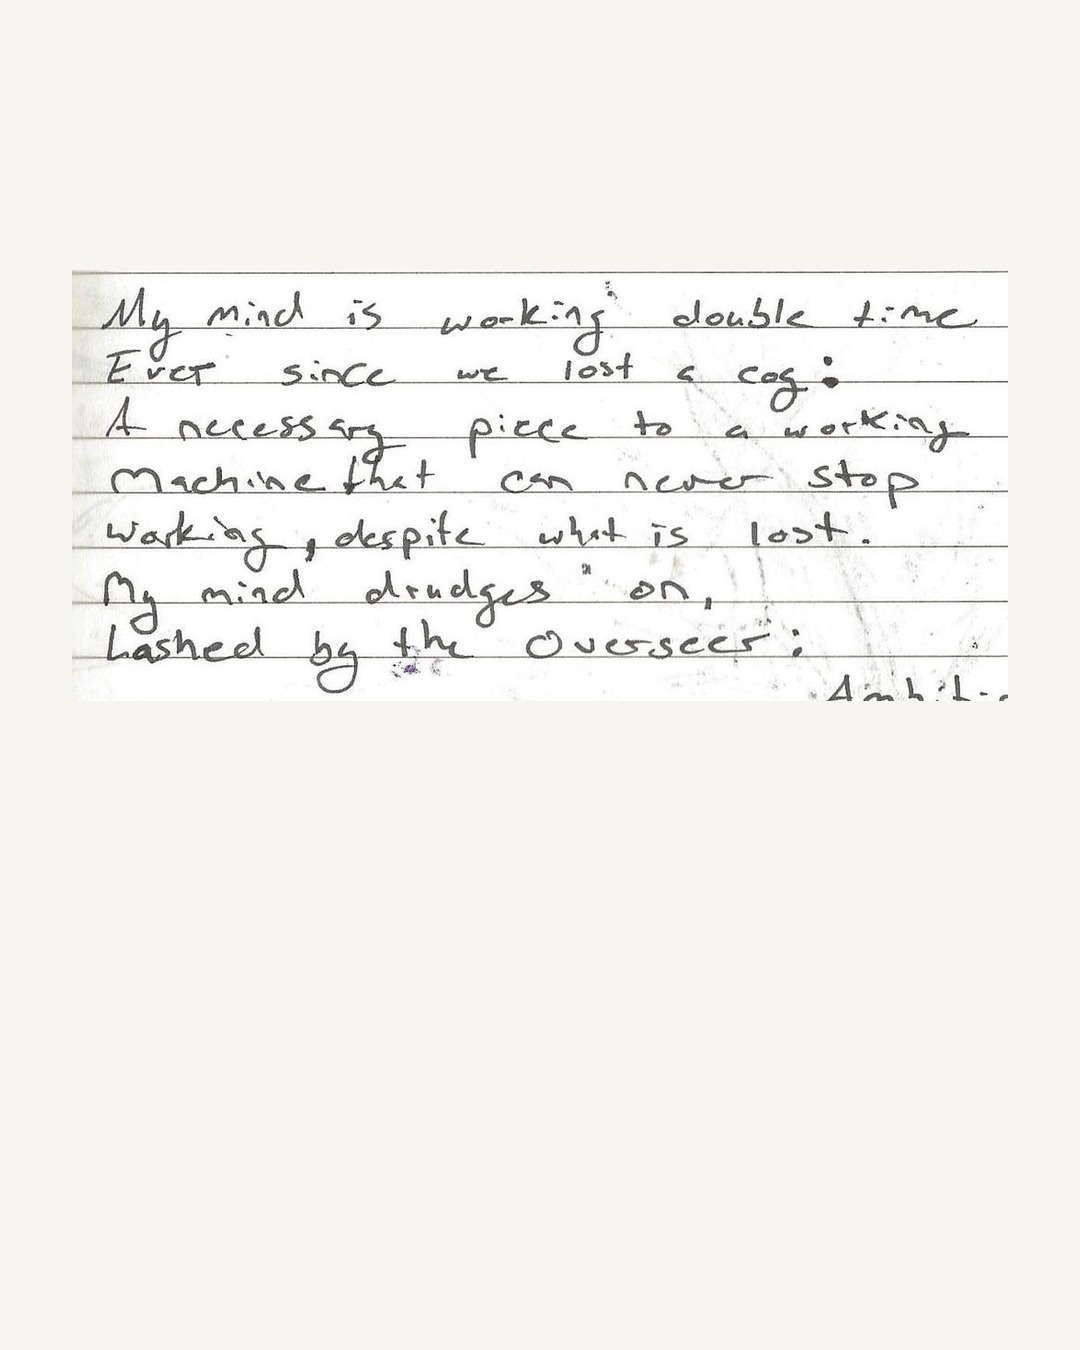 My mind is working double time
Ever since we lost a cog:
A necessary piece to a working
Machine that can never stop
working, despite what is lost.
My mind drudges on,
Lashed by the Overseer: